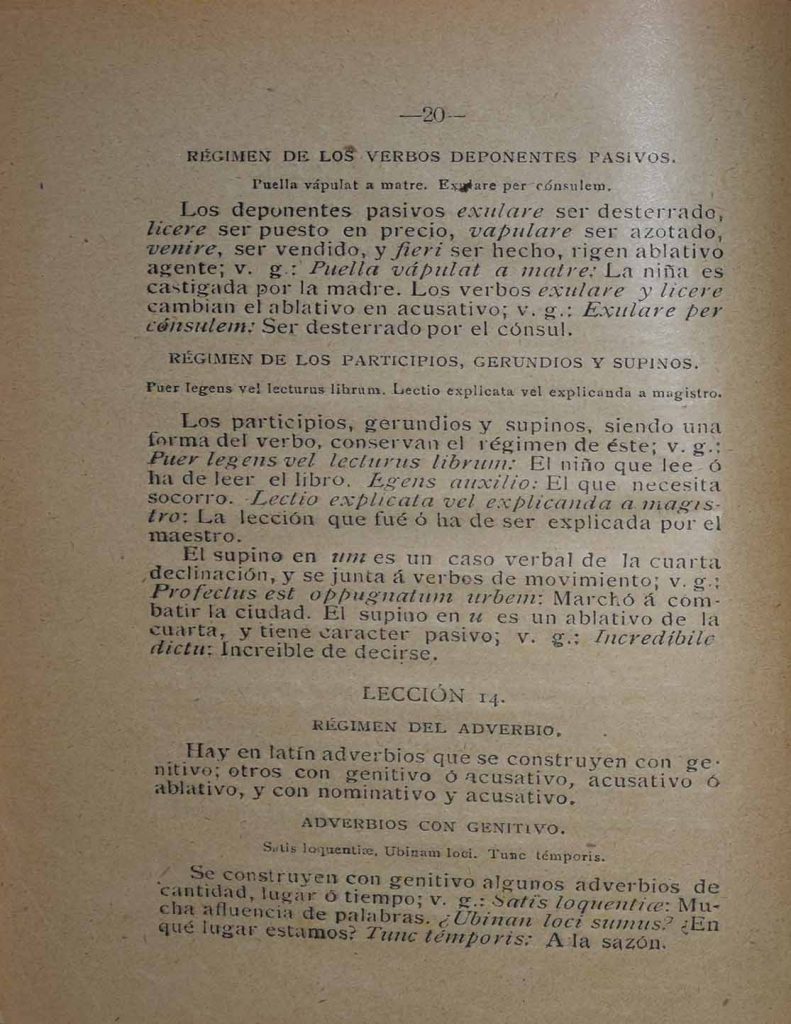 —20—
RÉGIMEN DE LOS VERBOS DEPONENTES PASIVOS.
Puella vápulat a matre. Exulare per cónsulem.
Los deponentes pasivos exulare ser desterrado,
licere ser puesto en precio, vapulare ser azotado,
venire, ser vendido, y fieri ser hecho, rigen ablativo
agente; v. g.: Puella vápulat a matre: La niña es
castigada por la madre. Los verbos exulare y licere
cambian el ablativo en acusativo; v. g.: Exulare per
cónsulem: Ser desterrado por el cónsul.
RÉGIMEN DE LOS PARTICIPIOS, GERUNDIOS Y SUPINOS.
Puer legens vel lecturus librum. Lectio explicata vel explicanda a magistro.
Los participios, gerundios y supinos, siendo una
forma del verbo, conservan el régimen de éste; v. g.:
Puer legens vel lecturus librum: El niño que lee ó
ha de leer el libro. Egens auxilio: El que necesita
socorro. Lectio explicata vel explicanda a magis-
tro: La lección que fué ó ha de ser explicada por el
maestro.
El supino en um es un caso verbal de la cuarta
declinación, y se junta á verbos de movimiento; v. g.:
Profectus est oppugnatum urbem: Marchó á com-
batir la ciudad. El supino en u es un ablativo de la
cuarta, y tiene caracter pasivo; v. g.: Incredíbile
dictu: Increible de decirse.
LECCIÓN 14.
RÉGIMEN DEL ADVERBIO.
Hay en latín adverbios que se construyen con ge-
nitivo; otros con genitivo ó acusativo, acusativo ó
ablativo, y con nominativo y acusativo.
ADVERBIOS CON GENITIVO.
Satis loquentiæ. Ubinam loci. Tunc témporis.
Se construyen con genitivo algunos adverbios de
cantidad, lugar ó tiempo; v. g.: Satis loquentiæ: Mu-
cha afluencia de palabras. ¿Ubinan loci sumus? ¿En
qué lugar estamos? Tunc témporis: A la sazón.